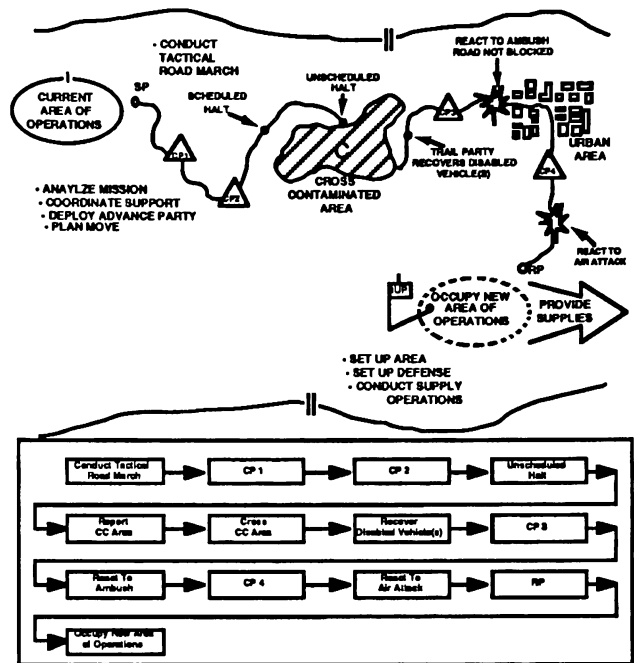 • CONDUCT
TACTICAL
ROAD MARCH
REACT TO AMBUSH
ROAD NOT BLOCKED
UNSCHEDULED
HALT
SCHEDULED
HALT
SP
CURRENT
AREA OF
OPERATIONS
CP1
CP2
CP3
CP4
URBAN
AREA
TRAIL PARTY
RECOVERS DISABLED
VEHICLE(S)
CROSS
CONTAMINATED
AREA
• ANAYLZE MISSION
• COORDINATE SUPPORT
• DEPLOY ADVANCE PARTY
• PLAN MOVE
REACT TO
AIR ATTACK
RP
SUP
OCCUPY NEW
AREA OF
OPERATIONS
PROVIDE
SUPPLIES
• SET UP AREA
• SET UP DEFENSE
• CONDUCT SUPPLY
OPERATIONS
Conduct Tactical
Road March
CP 1
CP 2
Unscheduled
Halt
Report
CC Area
Cross
CC Area
Recover
Disabled Vehicle(s)
CP 3
React To
Ambush
CP 4
React To
Air Attack
RP
Occupy New Area
of Operations